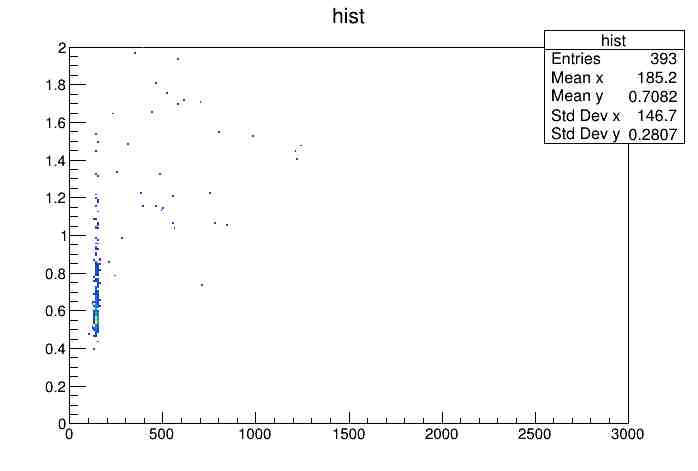 hist
hist
Entries 393
Mean x 185.2
Mean y 0.7082
Std Dev x 146.7
Std Dev y 0.2807
2
1.8
1.6
1.4
1.2
1
0.8
0.6
0.4
0.2
0
0 500 1000 1500 2000 2500 3000